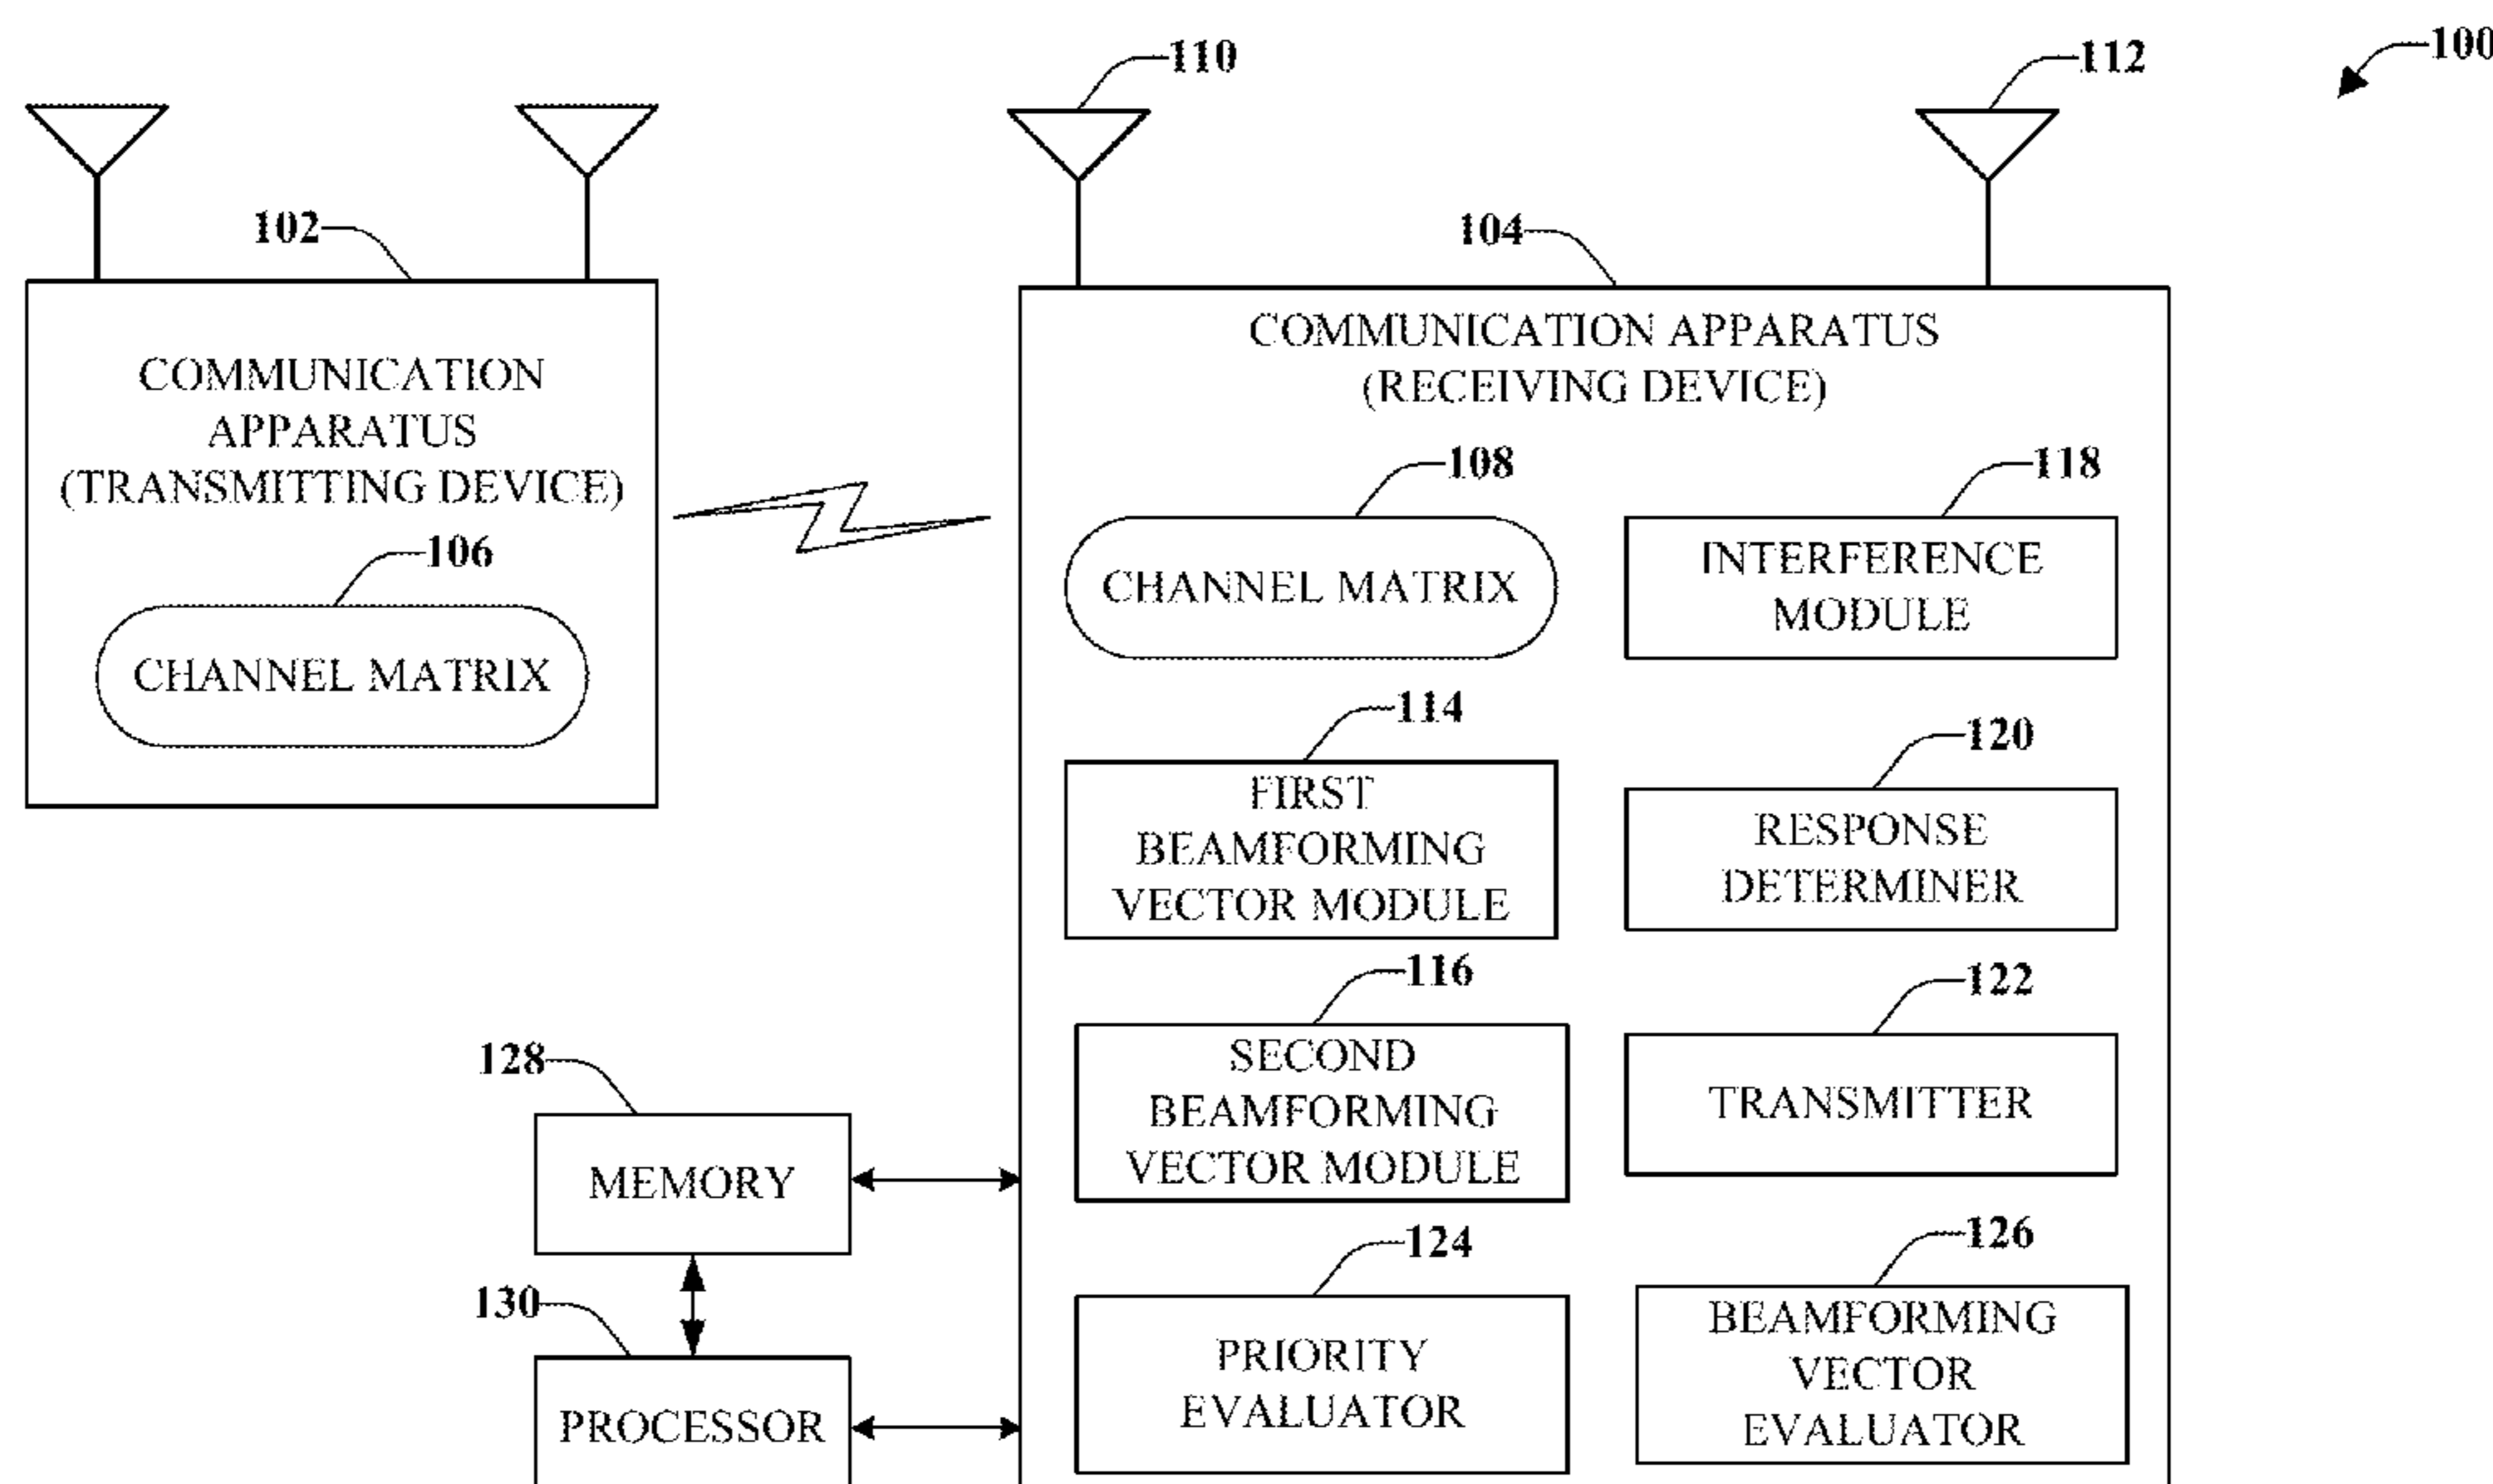 100
110
112
102
104
COMMUNICATION
APPARATUS
(TRANSMITTING DEVICE)
106
CHANNEL MATRIX
COMMUNICATION APPARATUS
(RECEIVING DEVICE)
108
CHANNEL MATRIX
118
INTERFERENCE
MODULE
114
FIRST
BEAMFORMING
VECTOR MODULE
120
RESPONSE
DETERMINER
116
SECOND
BEAMFORMING
VECTOR MODULE
122
TRANSMITTER
128
MEMORY
124
PRIORITY
EVALUATOR
126
BEAMFORMING
VECTOR
EVALUATOR
130
PROCESSOR